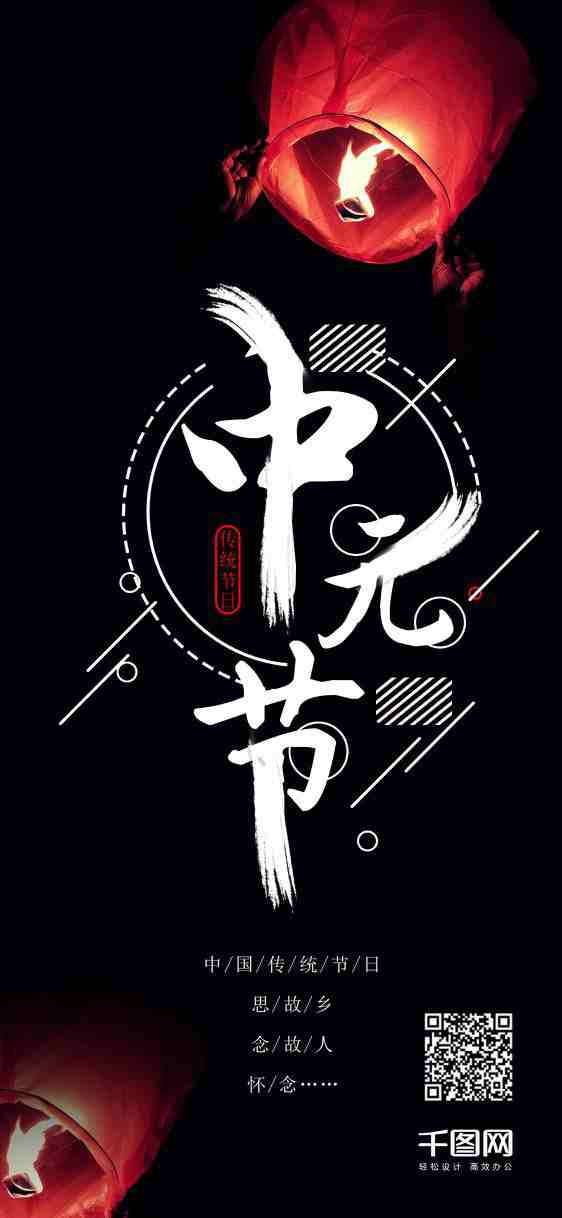 中元节
传统节日
中/国/传/统/节/日
思/故/乡
念/故/人
怀/念……
千图网
轻松设计 高效办公